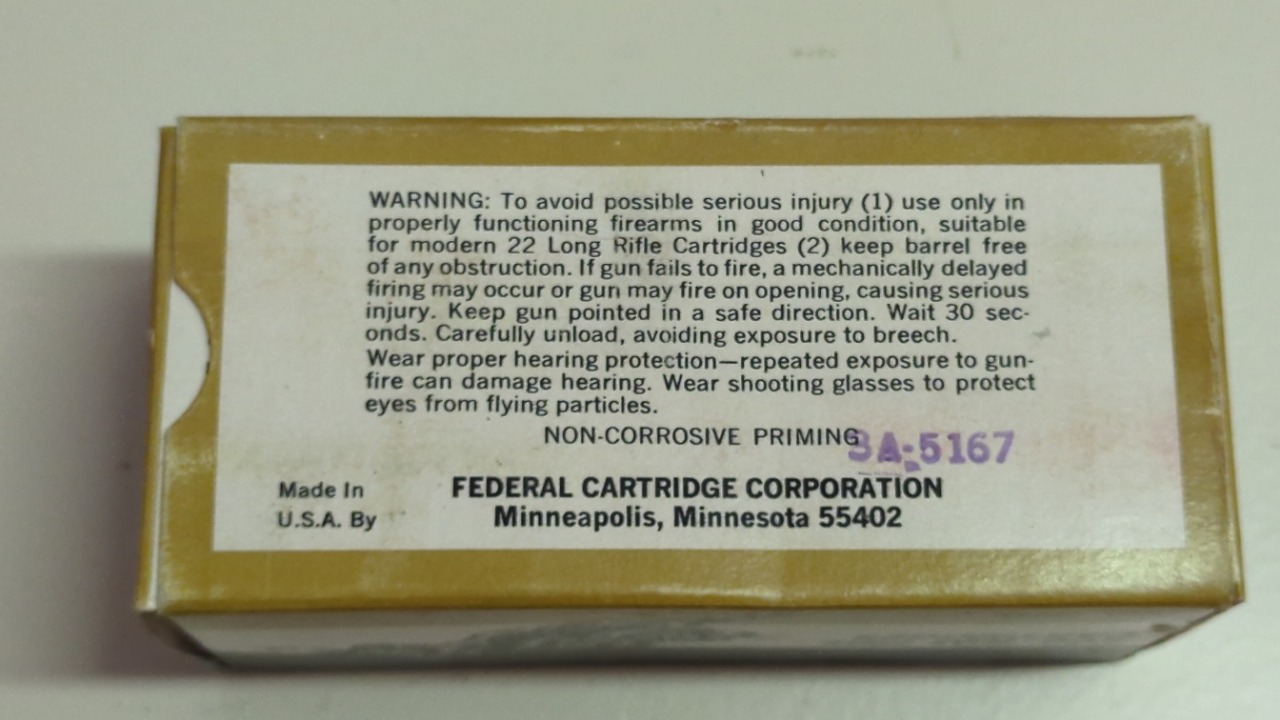 WARNING: To avoid possible serious injury (1) use only in
properly functioning firearms in good condition, suitable
for modern 22 Long Rifle Cartridges (2) keep barrel free
of any obstruction. If gun fails to fire, a mechanically delayed
firing may occur or gun may fire on opening, causing serious
injury. Keep gun pointed in a safe direction. Wait 30 sec-
onds. Carefully unload, avoiding exposure to breech.
Wear proper hearing protection—repeated exposure to gun-
fire can damage hearing. Wear shooting glasses to protect
eyes from flying particles.
NON-CORROSIVE PRIMING
3A-5167
Made In
U.S.A. By
FEDERAL CARTRIDGE CORPORATION
Minneapolis, Minnesota 55402